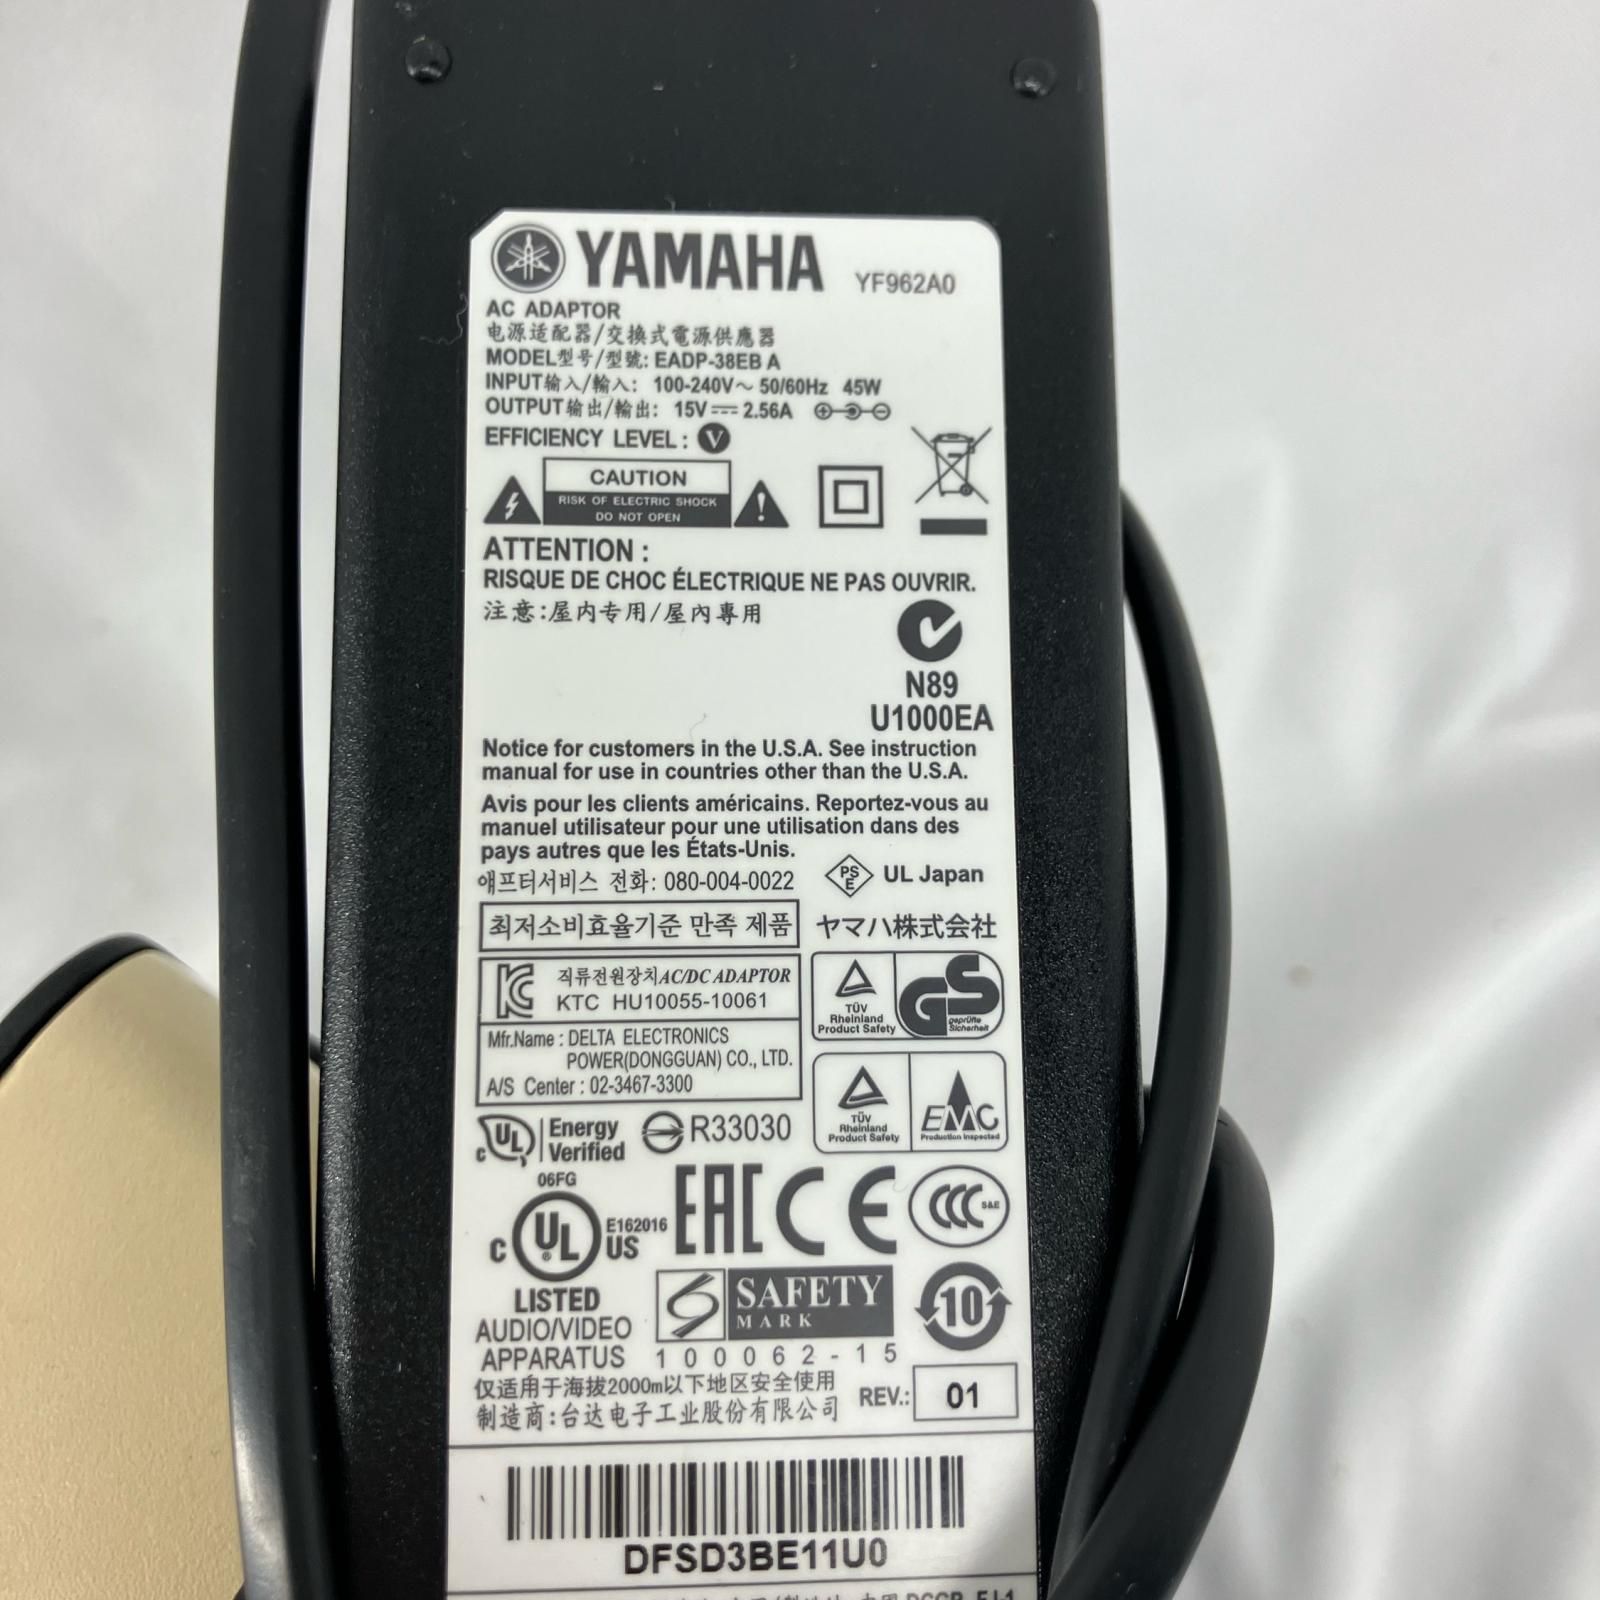 YAMAHA YF962A0
AC ADAPTOR
电源适配器/交換式電源供應器
MODEL型号/型號: EADP-38EB A
INPUT输入/輸入: 100-240V～ 50/60Hz 45W
OUTPUT输出/輸出: 15V 2.56A
EFFICIENCY LEVEL: V
CAUTION
RISK OF ELECTRIC SHOCK
DO NOT OPEN
ATTENTION :
RISQUE DE CHOC ÉLECTRIQUE NE PAS OUVRIR.
注意:屋内专用/屋內專用
N89
U1000EA
Notice for customers in the U.S.A. See instruction
manual for use in countries other than the U.S.A.
Avis pour les clients américains. Reportez-vous au
manuel utilisateur pour une utilisation dans des
pays autres que les États-Unis.
애프터서비스 전화: 080-004-0022
PS E UL Japan
최저소비효율기준 만족 제품
ヤマハ株式会社
직류전원장치AC/DC ADAPTOR
KTC HU10055-10061
Mfr.Name : DELTA ELECTRONICS
POWER(DONGGUAN) CO., LTD.
A/S Center : 02-3467-3300
TÜV
Rheinland
Product Safety
GS
geprüfte
Sicherheit
TÜV
Rheinland
Product Safety
EMC
Production Inspected
c UL Energy
Verified
R33030
06FG
c UL US E162016
LISTED
AUDIO/VIDEO
APPARATUS
EAC CE CCC S&E
SAFETY
MARK
100062-15
10
仅适用于海拔2000m以下地区安全使用
制造商:台达电子工业股份有限公司
REV.: 01
DFSD3BE11U0